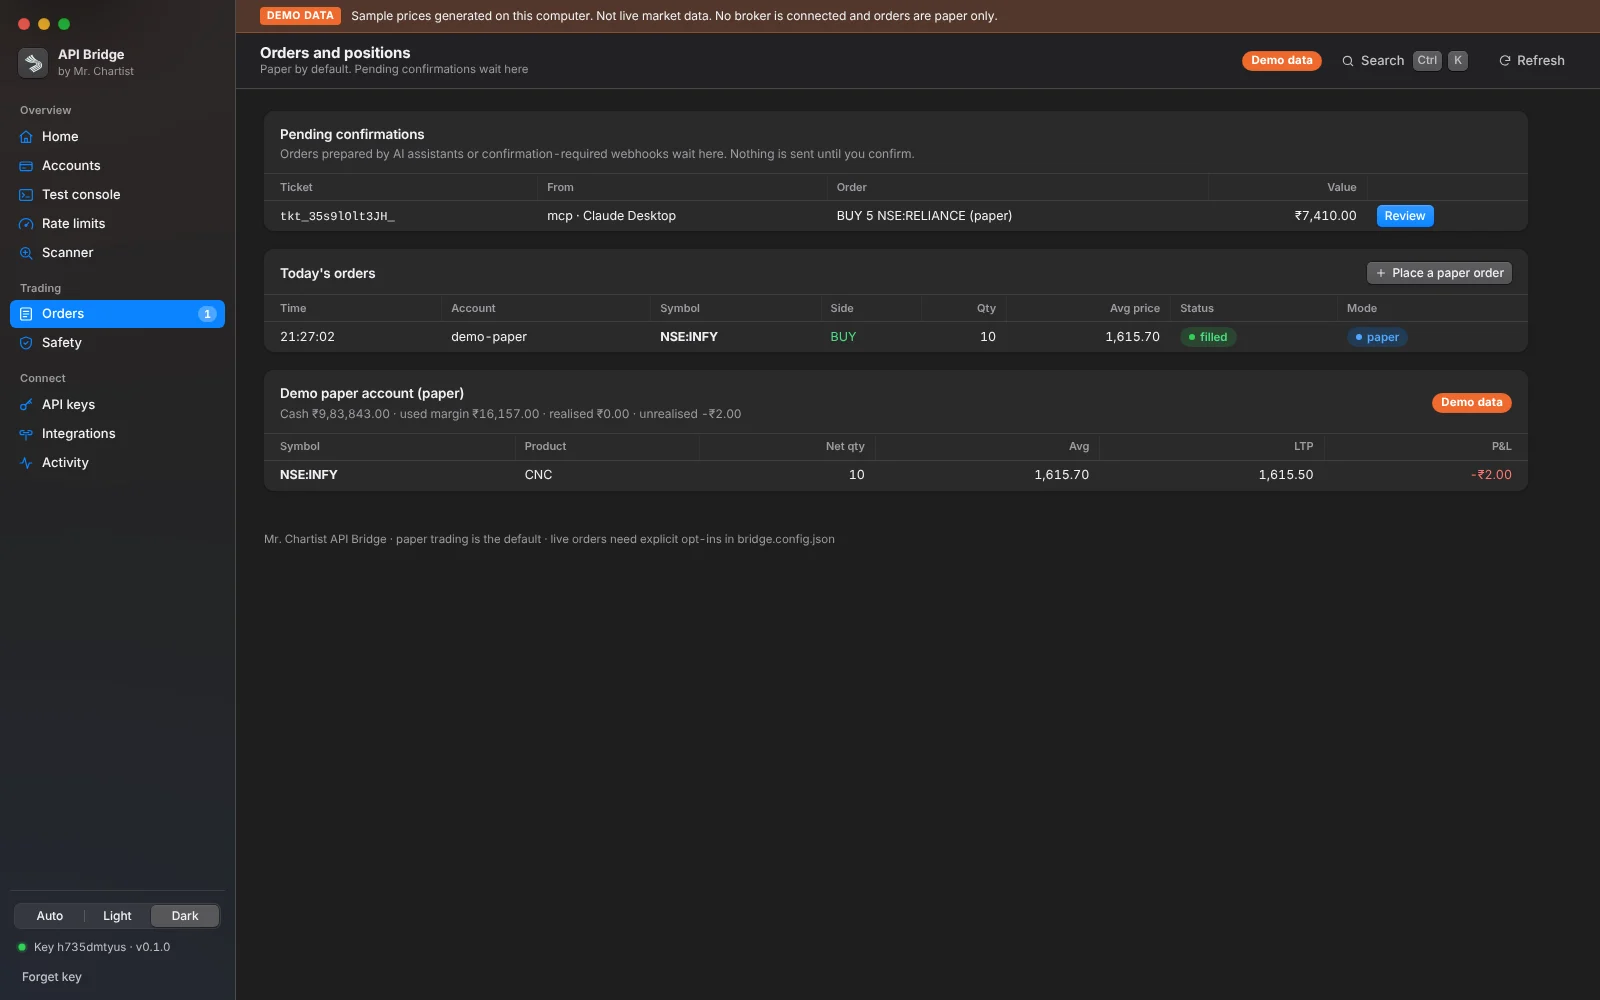 DEMO DATA Sample prices generated on this computer. Not live market data. No broker is connected and orders are paper only.
API Bridge
by Mr. Chartist
Overview
Home
Accounts
Test console
Rate limits
Scanner
Trading
Orders 1
Safety
Connect
API keys
Integrations
Activity
Auto Light Dark
Key h735dmtyus · v0.1.0
Forget key
Orders and positions
Paper by default. Pending confirmations wait here
Demo data Search Ctrl K Refresh
Pending confirmations
Orders prepared by AI assistants or confirmation-required webhooks wait here. Nothing is sent until you confirm.
Ticket From Order Value
tkt_35s9lOlt3JH_ mcp · Claude Desktop BUY 5 NSE:RELIANCE (paper) ₹7,410.00 Review
Today's orders + Place a paper order
Time Account Symbol Side Qty Avg price Status Mode
21:27:02 demo-paper NSE:INFY BUY 10 1,615.70 filled paper
Demo paper account (paper)
Cash ₹9,83,843.00 · used margin ₹16,157.00 · realised ₹0.00 · unrealised -₹2.00
Demo data
Symbol Product Net qty Avg LTP P&L
NSE:INFY CNC 10 1,615.70 1,615.50 -₹2.00
Mr. Chartist API Bridge · paper trading is the default · live orders need explicit opt-ins in bridge.config.json